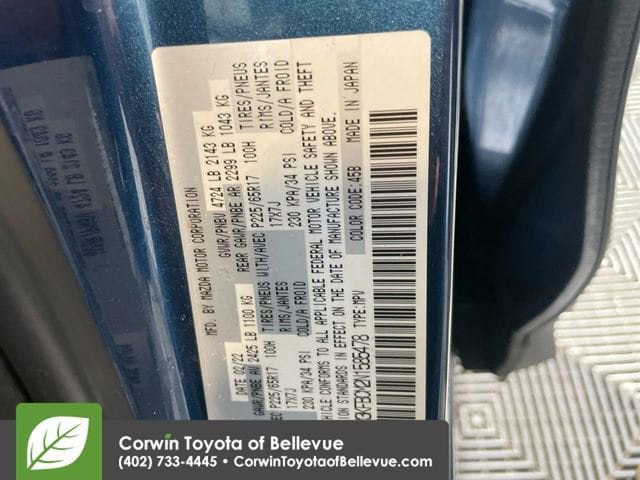 MFD. BY MAZDA MOTOR CORPORATION
DATE 02/22 GVWR/PNBV 4724 LB 2143 KG
GAWR/PNBE AV 2425 LB 1100 KG REAR GAWR/PNBE AR 2299 LB 1043 KG
TIRES/PNEUS WITH/AVEC P225/65R17 100H TIRES/PNEUS
EC P225/65R17 100H RIMS/JANTES 17X7J RIMS/JANTES
17X7J COLD/A FROID 230 KPA/34 PSI COLD/A FROID
230 KPA/34 PSI
VEHICLE CONFORMS TO ALL APPLICABLE FEDERAL MOTOR VEHICLE SAFETY AND THEFT
STANDARDS IN EFFECT ON THE DATE OF MANUFACTURE SHOWN ABOVE.
TYPE: MPV COLOR CODE: 45B MADE IN JAPAN
Corwin Toyota of Bellevue
(402) 733-4445 • CorwinToyotaofBellevue.com